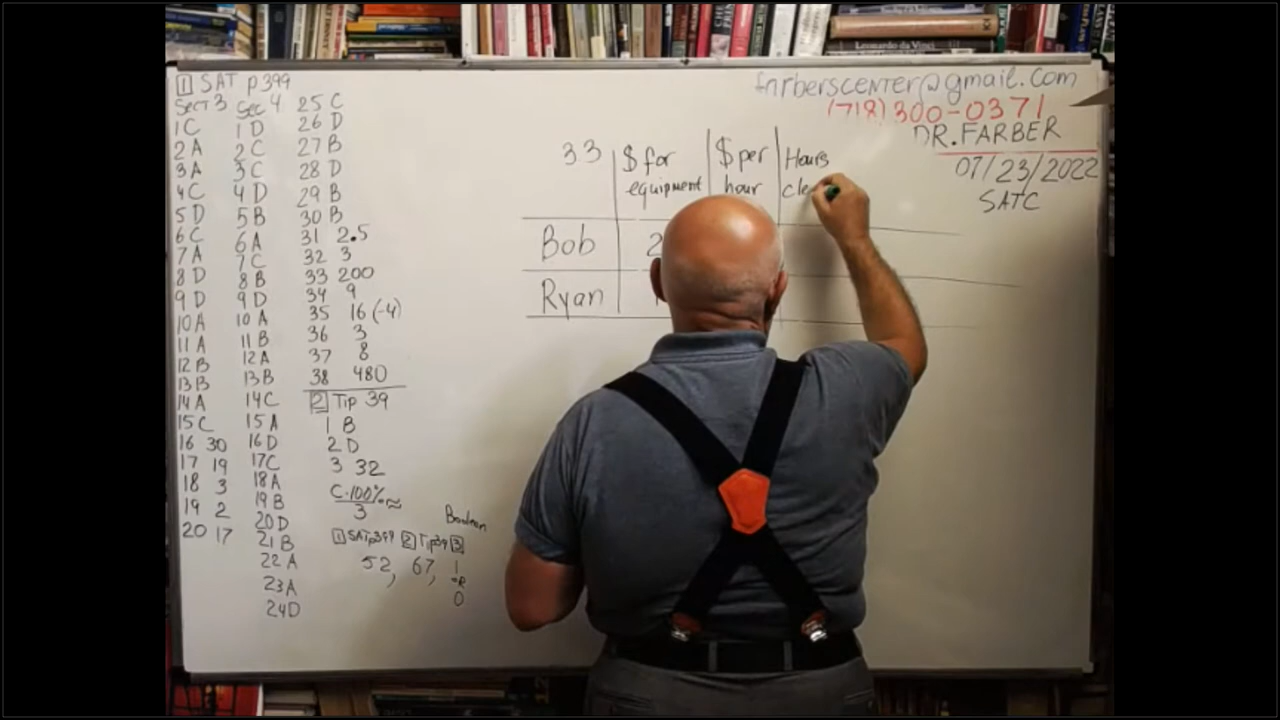 Leonardo da Vinci
1 SAT p399
Sect 3
1C
2A
3A
4C
5D
6C
7A
8D
9D
10A
11A
12B
13B
14A
15C
16 30
17 19
18 3
19 2
20 17
Sec 4
1D
2C
3C
4D
5B
6A
7C
8B
9D
10A
11B
12A
13B
14C
15A
16D
17C
18A
19B
20D
21B
22A
23A
24D
25 C
26 D
27 B
28 D
29 B
30 B
31 2.5
32 3
33 200
34 9
35 16 (-4)
36 3
37 8
38 480
2 Tip 39
1 B
2 D
3 32
C·100%
3 ≈
Boolean
1 SAT p399 2 Tip39 3
52, 67, 1
or
0
33 $ for equipment $ per hour Hours
Bob 2
Ryan
farberscenter@gmail.com
(718) 300-0371
DR. FARBER
07/23/2022
SATC